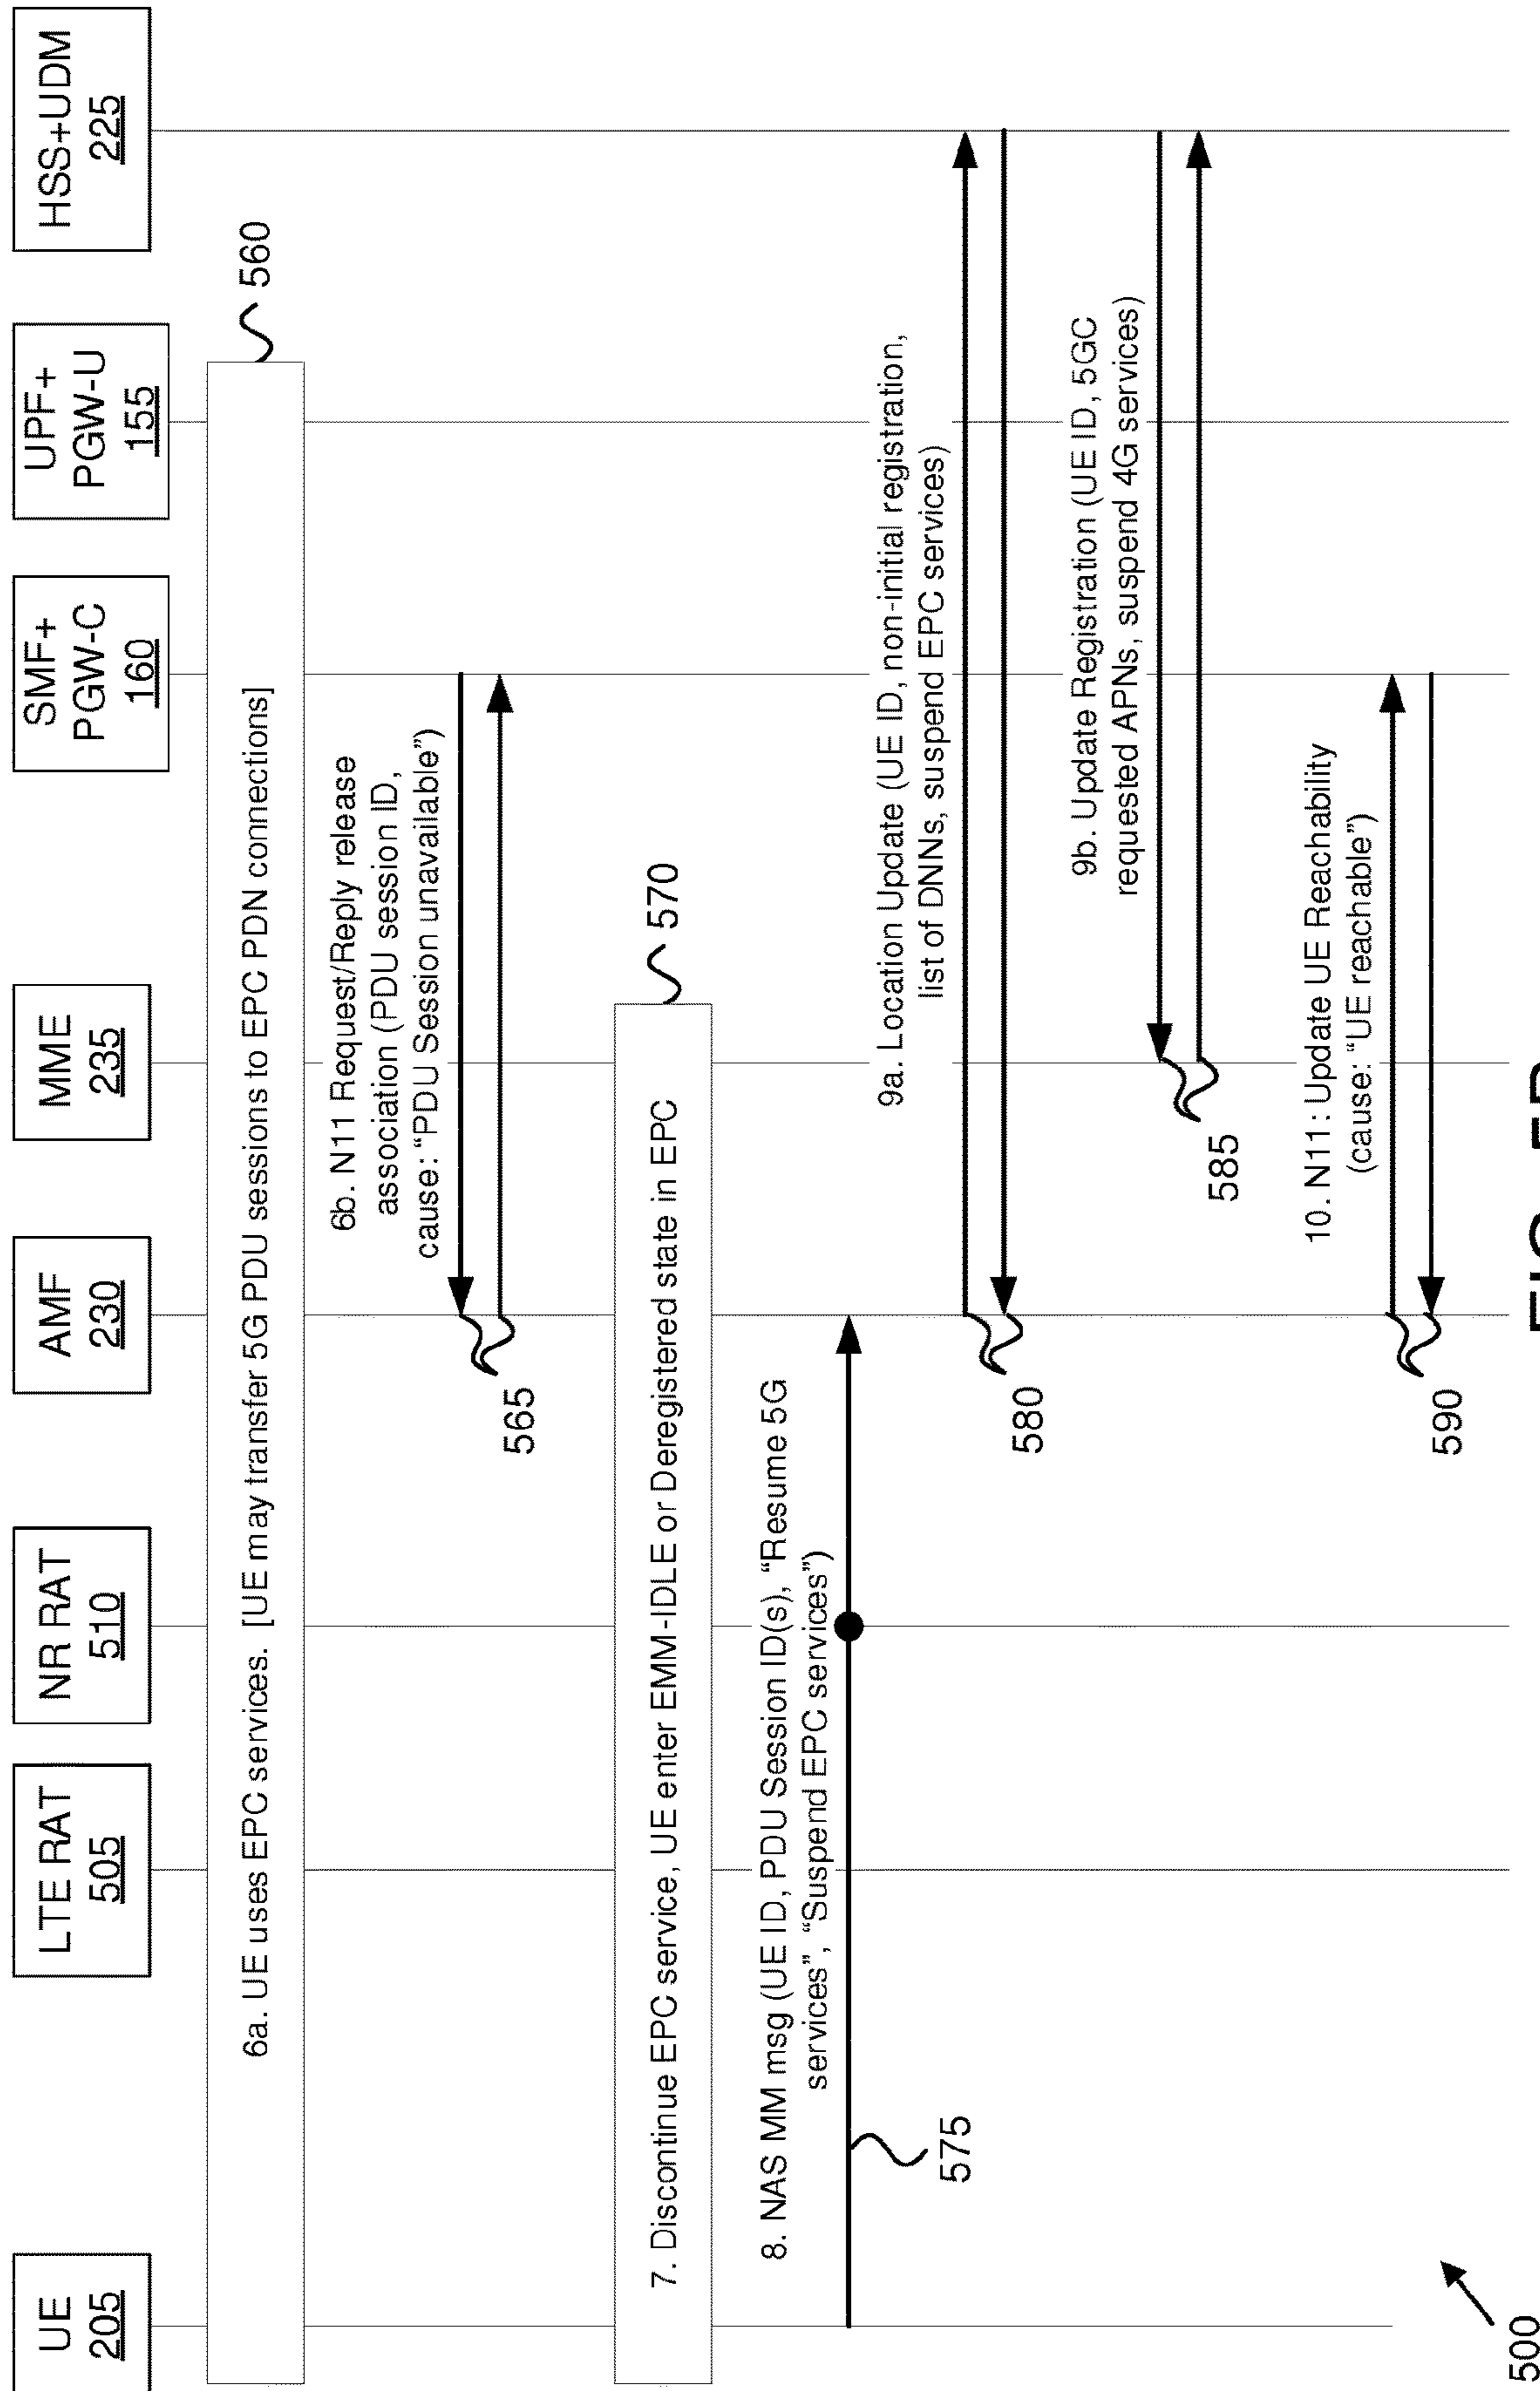 UE
205
LTE RAT
505
NR RAT
510
AMF
230
MME
235
SMF+
PGW-C
160
UPF+
PGW-U
155
HSS+UDM
225
6a. UE uses EPC services. [UE may transfer 5G PDU sessions to EPC PDN connections]
560
6b. N11 Request/Reply release
association (PDU session ID,
cause: “PDU Session unavailable”)
565
7. Discontinue EPC service, UE enter EMM-IDLE or Deregistered state in EPC
570
8. NAS MM msg (UE ID, PDU Session ID(s), “Resume 5G
services”, “Suspend EPC services”)
575
9a. Location Update (UE ID, non-initial registration,
list of DNNs, suspend EPC services)
580
9b. Update Registration (UE ID, 5GC
requested APNs, suspend 4G services)
585
10. N11: Update UE Reachability
(cause: “UE reachable”)
590
500